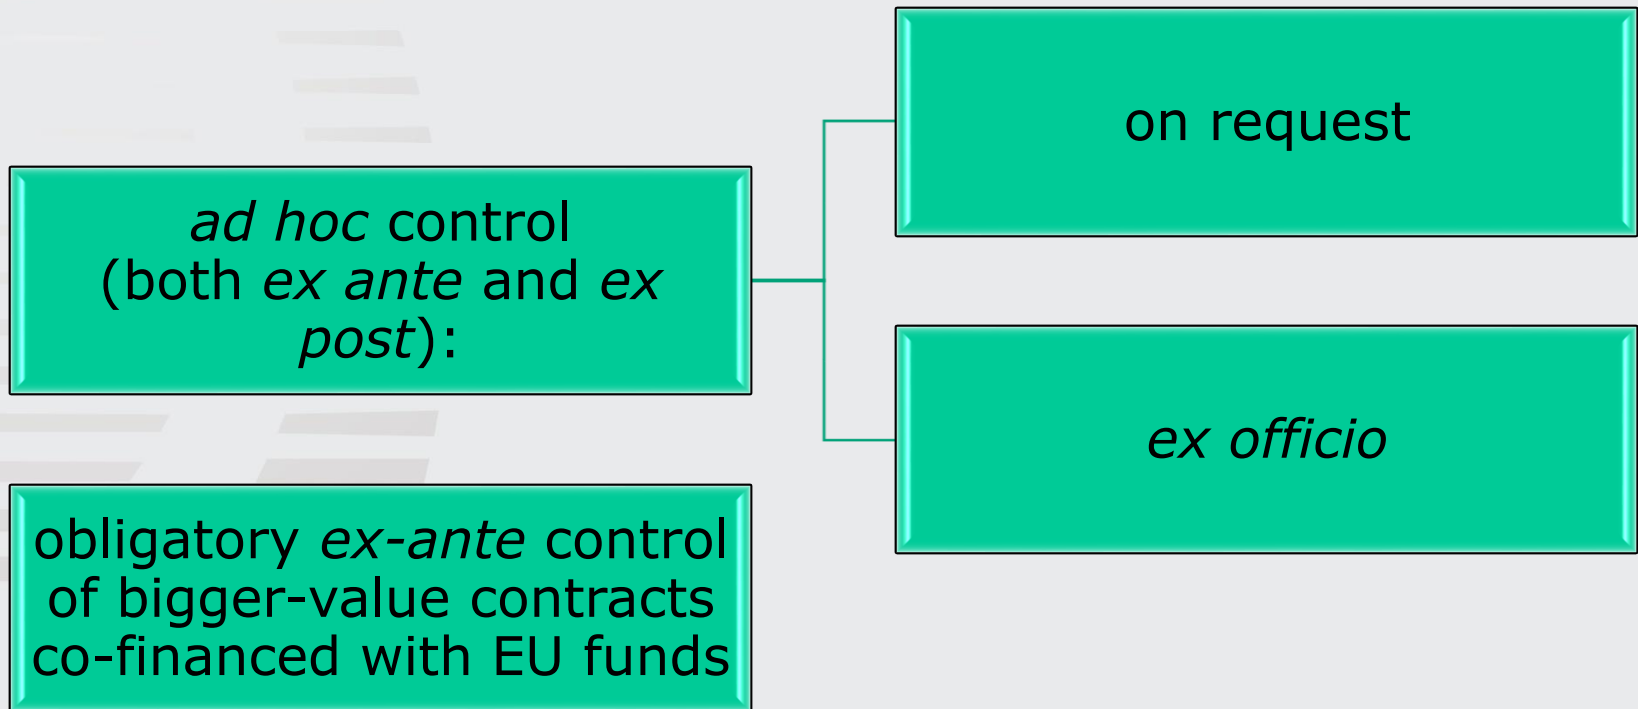 ad hoc control
(both ex ante and ex
post):
on request
ex officio
obligatory ex-ante control
of bigger-value contracts
co-financed with EU funds